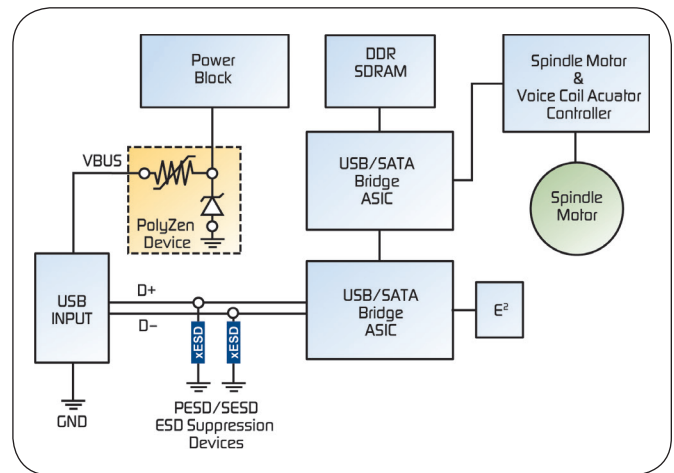 Power
Block
DDR
SDRAM
Spindle Motor
&
Voice Coil Acuator
Controller
VBUS
PolyZen
Device
USB/SATA
Bridge
ASIC
Spindle
Motor
USB
INPUT
D+
D-
USB/SATA
Bridge
ASIC
E²
xESD
xESD
GND
PESD/SESD
ESD Suppression
Devices